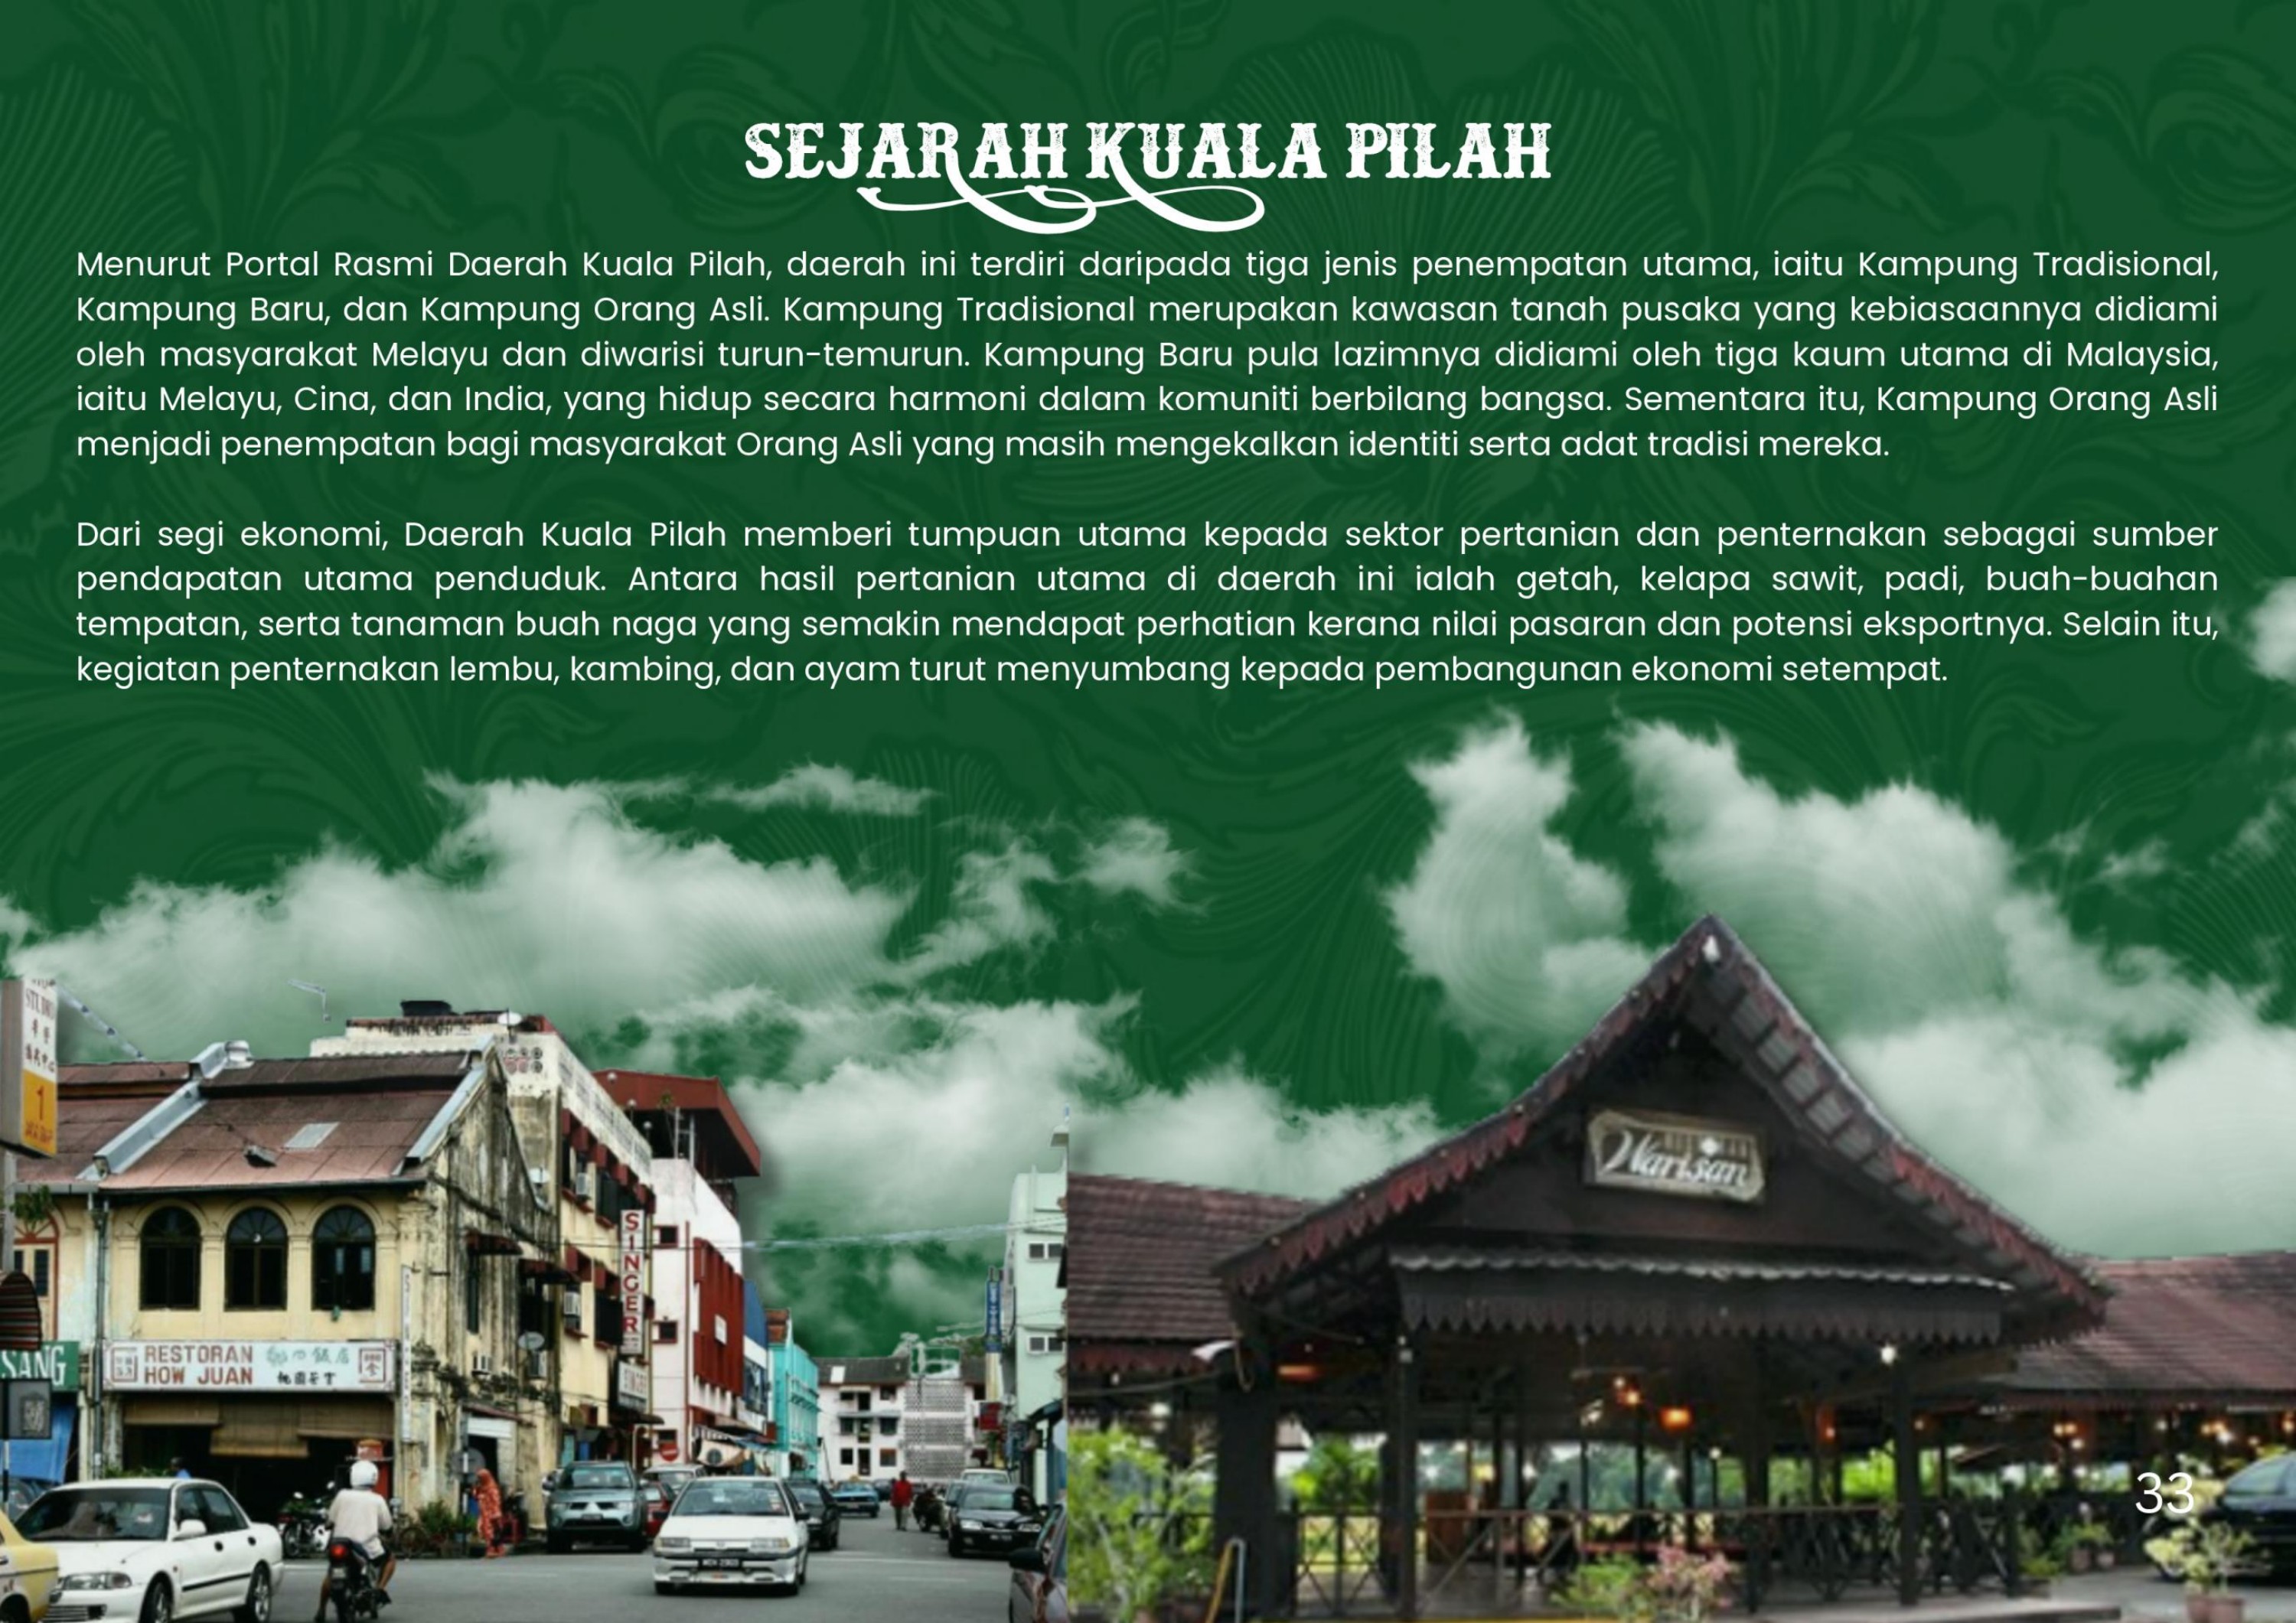 SEJARAH KUALA PILAH
Menurut Portal Rasmi Daerah Kuala Pilah, daerah ini terdiri daripada tiga jenis penempatan utama, iaitu Kampung Tradisional,
Kampung Baru, dan Kampung Orang Asli. Kampung Tradisional merupakan kawasan tanah pusaka yang kebiasaannya didiami
oleh masyarakat Melayu dan diwarisi turun-temurun. Kampung Baru pula lazimnya didiami oleh tiga kaum utama di Malaysia,
iaitu Melayu, Cina, dan India, yang hidup secara harmoni dalam komuniti berbilang bangsa. Sementara itu, Kampung Orang Asli
menjadi penempatan bagi masyarakat Orang Asli yang masih mengekalkan identiti serta adat tradisi mereka.
Dari segi ekonomi, Daerah Kuala Pilah memberi tumpuan utama kepada sektor pertanian dan penternakan sebagai sumber
pendapatan utama penduduk. Antara hasil pertanian utama di daerah ini ialah getah, kelapa sawit, padi, buah-buahan
tempatan, serta tanaman buah naga yang semakin mendapat perhatian kerana nilai pasaran dan potensi eksportnya. Selain itu,
kegiatan penternakan lembu, kambing, dan ayam turut menyumbang kepada pembangunan ekonomi setempat.
Warisan
1
SINGER
SANG
RESTORAN
HOW JUAN
飯店
33